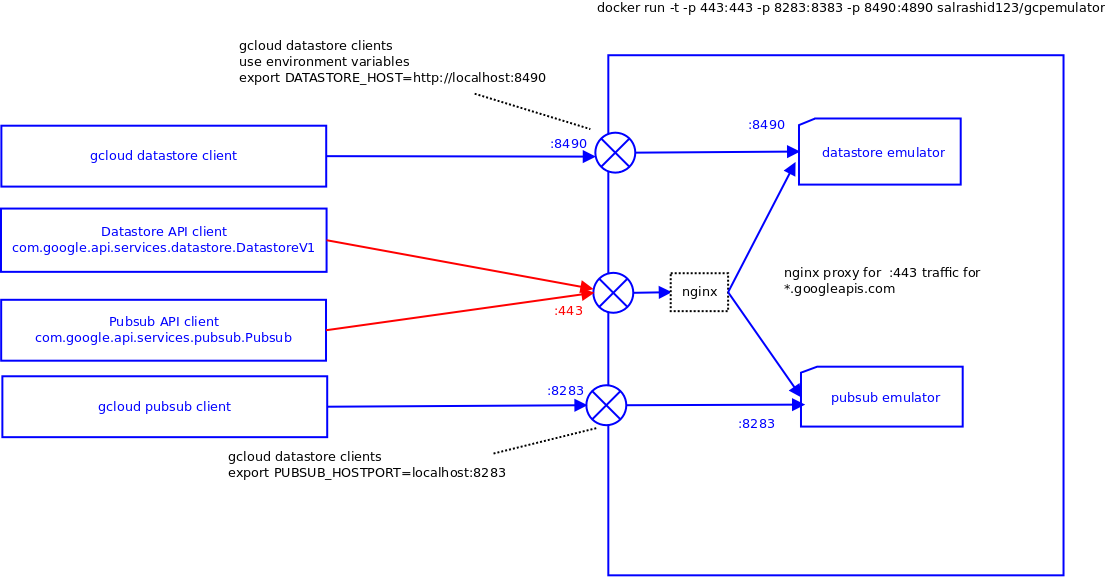 docker run -t -p 443:443 -p 8283:8383 -p 8490:4890 salrashid123/gcpemulator
gcloud datastore clients
use environment variables
export DATASTORE_HOST=http://localhost:8490
:8490
:8490
gcloud datastore client
datastore emulator
Datastore API client
com.google.api.services.datastore.DatastoreV1
nginx proxy for  :443 traffic for
*.googleapis.com
nginx
:443
Pubsub API client
com.google.api.services.pubsub.Pubsub
:8283
gcloud pubsub client
pubsub emulator
:8283
gcloud datastore clients
export PUBSUB_HOSTPORT=localhost:8283